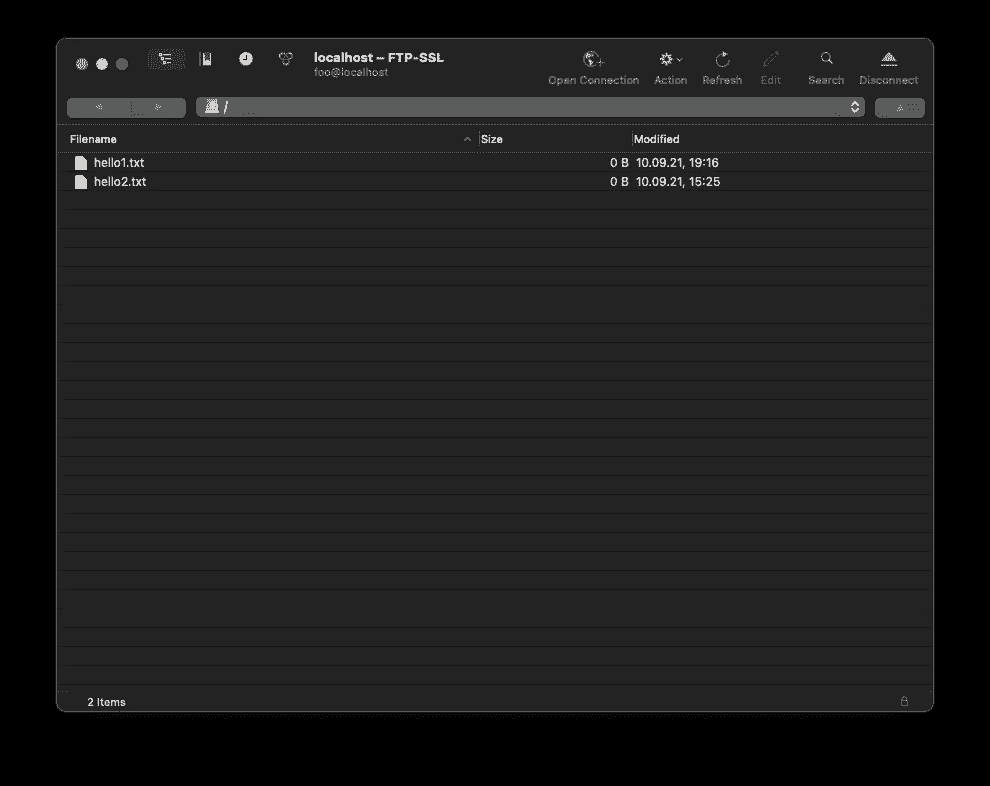 localhost – FTP-SSL
foo@localhost
Open Connection Action Refresh Edit Search Disconnect
/
Filename Size Modified
hello1.txt 0 B 10.09.21, 19:16
hello2.txt 0 B 10.09.21, 15:25
2 Items